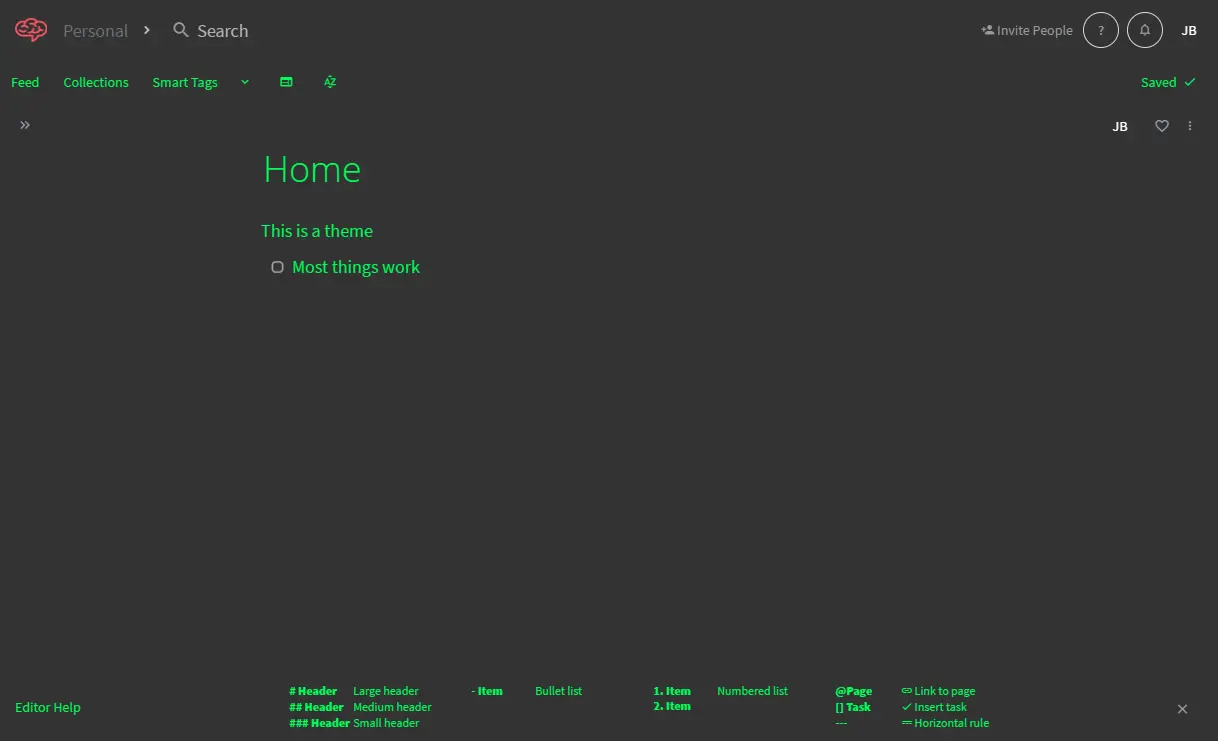 Personal Search Invite People ? JB
Feed Collections Smart Tags AZ Saved
JB
Home
This is a theme
Most things work
# Header Large header - Item Bullet list 1. Item Numbered list @Page Link to page
Editor Help ## Header Medium header 2. Item [] Task Insert task
### Header Small header --- Horizontal rule